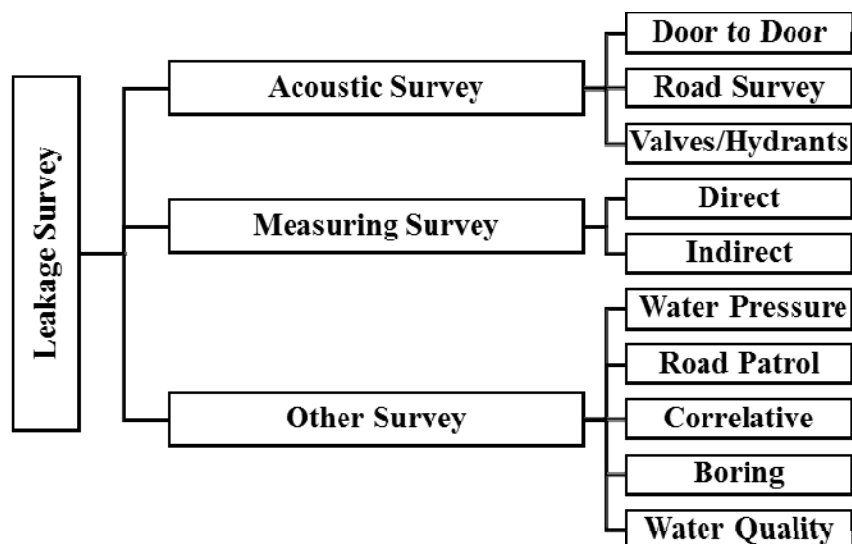 Leakage Survey
Acoustic Survey
Door to Door
Road Survey
Valves/Hydrants
Measuring Survey
Direct
Indirect
Other Survey
Water Pressure
Road Patrol
Correlative
Boring
Water Quality